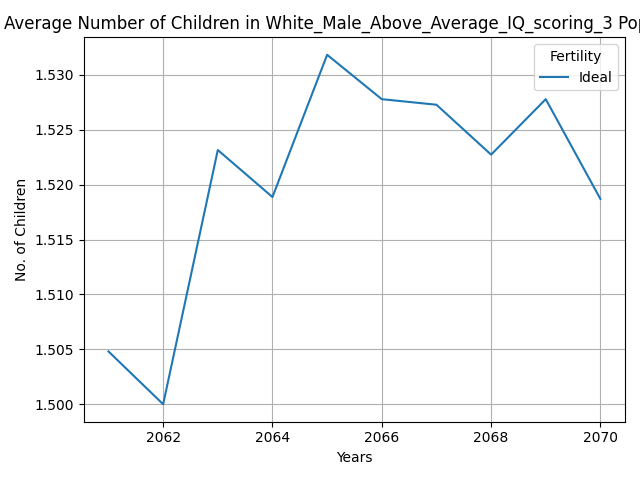 Average Number of Children in White_Male_Above_Average_IQ_scoring_3
Fertility
Ideal
No. of Children
1.530
1.525
1.520
1.515
1.510
1.505
1.500
2062 2064 2066 2068 2070
Years